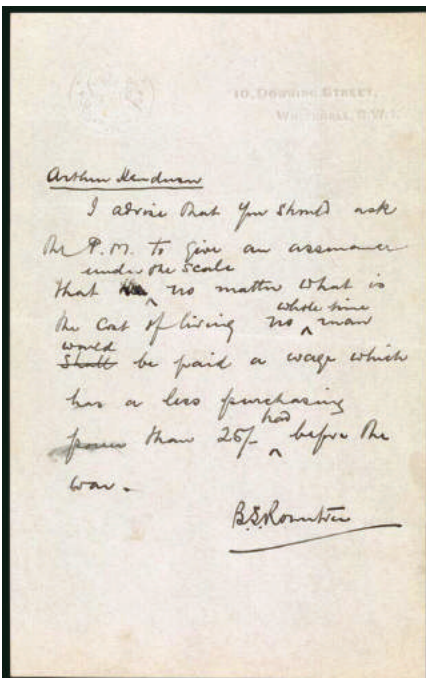 10, Downing Street,
Whitehall, S.W.1.
Arthur Henderson
I advise that you should ask
the P.M. to give an assurance
under the scale
that no matter what is
whole time
the cost of living no man
would
Shall be paid a wage which
has a less purchasing
power than 25/- had before the
war.
B.S. Rowntree